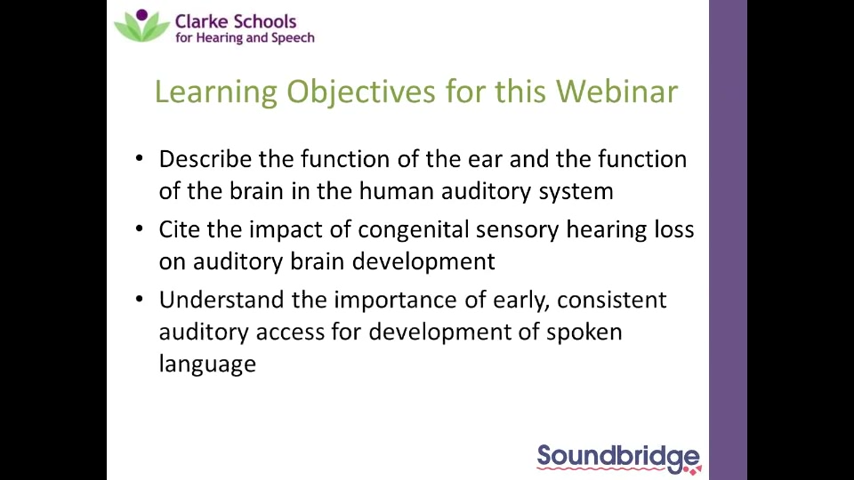 Clarke Schools
for Hearing and Speech
Learning Objectives for this Webinar
• Describe the function of the ear and the function
of the brain in the human auditory system
• Cite the impact of congenital sensory hearing loss
on auditory brain development
• Understand the importance of early, consistent
auditory access for development of spoken
language
Soundbridge